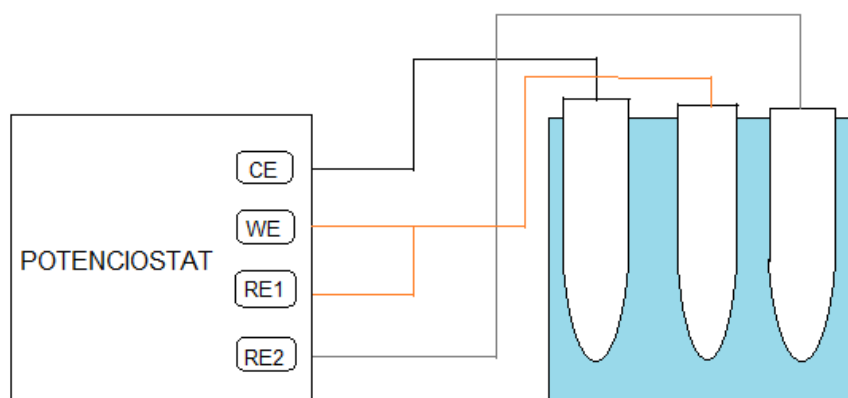 CE
WE
POTENCIOSTAT
RE1
RE2